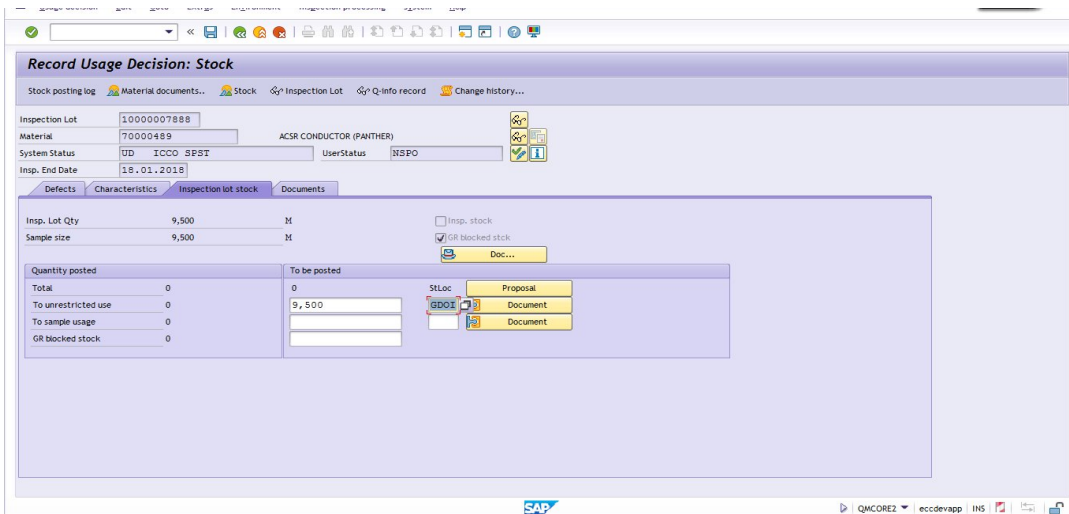 Record Usage Decision: Stock
Stock posting log Material documents.. Stock Inspection Lot Q-info record Change history...
Inspection Lot 10000007888
Material 70000489 ACSR CONDUCTOR (PANTHER)
System Status UD ICCO SPST UserStatus NSPO
Insp. End Date 18.01.2018
Defects Characteristics Inspection lot stock Documents
Insp. Lot Qty 9,500 M Insp. stock
Sample size 9,500 M GR blocked stck
Doc...
Quantity posted To be posted
Total 0 0 StLoc Proposal
To unrestricted use 0 9,500 GDOI Document
To sample usage 0 Document
GR blocked stock 0
SAP QMCORE2 eccdevapp INS